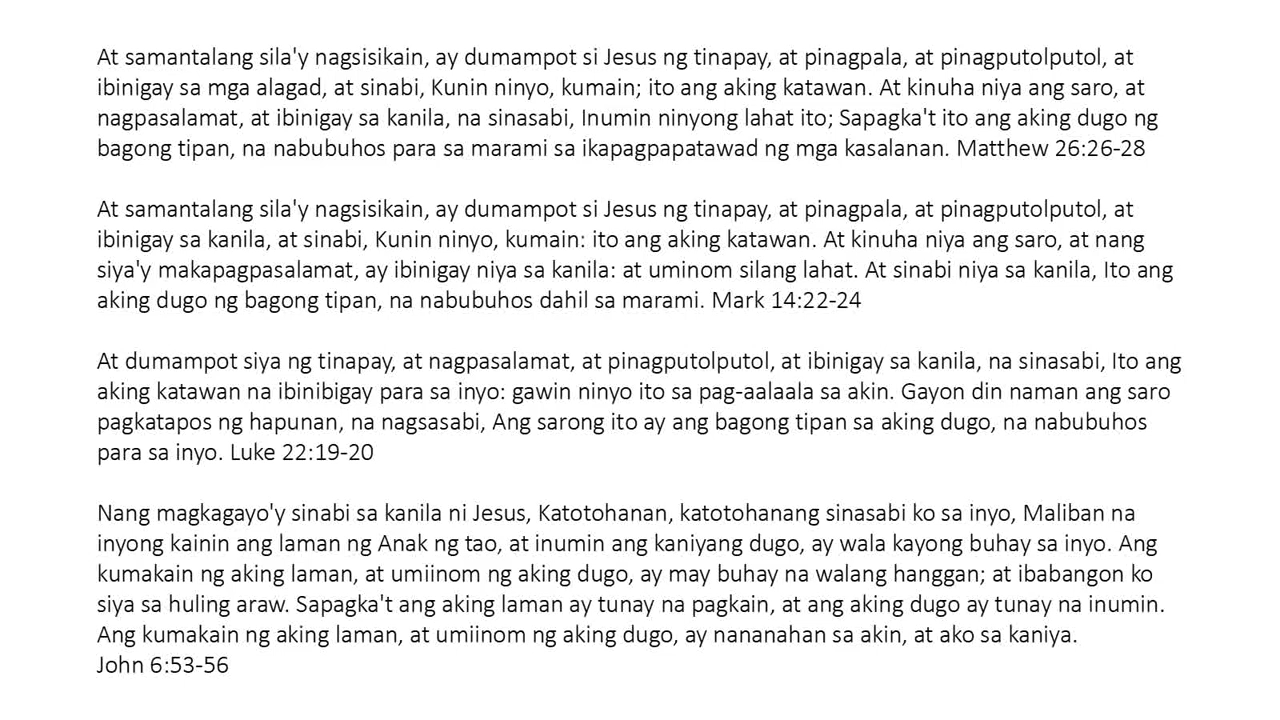 At samantalang sila'y nagsisikain, ay dumampot si Jesus ng tinapay, at pinagpala, at pinagputolputol, at
ibinigay sa mga alagad, at sinabi, Kunin ninyo, kumain; ito ang aking katawan. At kinuha niya ang saro, at
nagpasalamat, at ibinigay sa kanila, na sinasabi, Inumin ninyong lahat ito; Sapagka't ito ang aking dugo ng
bagong tipan, na nabubuhos para sa marami sa ikapagpapatawad ng mga kasalanan. Matthew 26:26-28
At samantalang sila'y nagsisikain, ay dumampot si Jesus ng tinapay, at pinagpala, at pinagputolputol, at
ibinigay sa kanila, at sinabi, Kunin ninyo, kumain: ito ang aking katawan. At kinuha niya ang saro, at nang
siya'y makapagpasalamat, ay ibinigay niya sa kanila: at uminom silang lahat. At sinabi niya sa kanila, Ito ang
aking dugo ng bagong tipan, na nabubuhos dahil sa marami. Mark 14:22-24
At dumampot siya ng tinapay, at nagpasalamat, at pinagputolputol, at ibinigay sa kanila, na sinasabi, Ito ang
aking katawan na ibinibigay para sa inyo: gawin ninyo ito sa pag-aalaala sa akin. Gayon din naman ang saro
pagkatapos ng hapunan, na nagsasabi, Ang sarong ito ay ang bagong tipan sa aking dugo, na nabubuhos
para sa inyo. Luke 22:19-20
Nang magkagayo'y sinabi sa kanila ni Jesus, Katotohanan, katotohanang sinasabi ko sa inyo, Maliban na
inyong kainin ang laman ng Anak ng tao, at inumin ang kaniyang dugo, ay wala kayong buhay sa inyo. Ang
kumakain ng aking laman, at umiinom ng aking dugo, ay may buhay na walang hanggan; at ibabangon ko
siya sa huling araw. Sapagka't ang aking laman ay tunay na pagkain, at ang aking dugo ay tunay na inumin.
Ang kumakain ng aking laman, at umiinom ng aking dugo, ay nananahan sa akin, at ako sa kaniya.
John 6:53-56